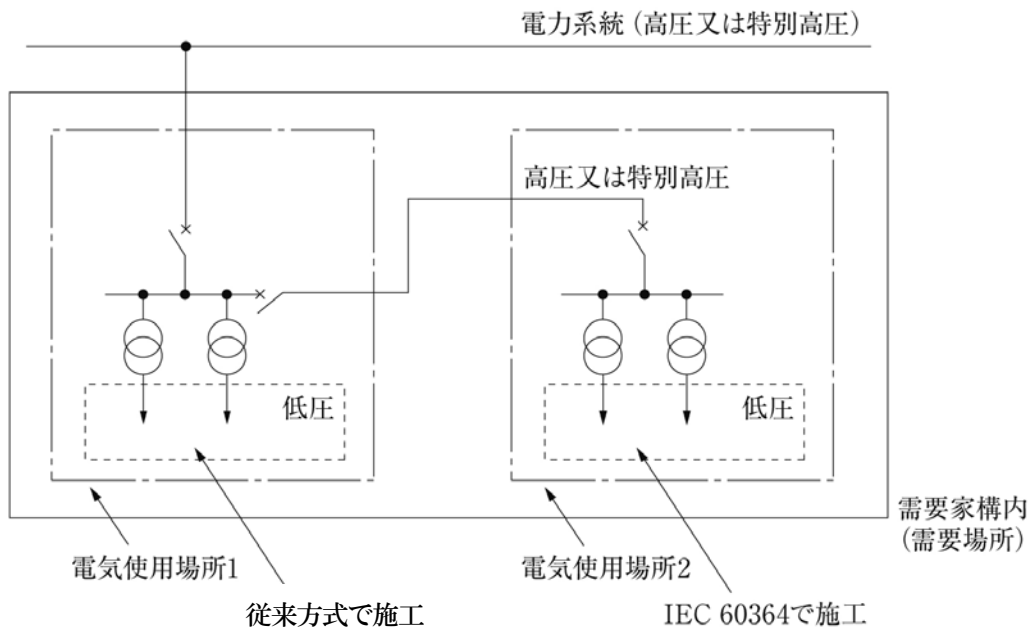 電力系統（高圧又は特別高圧）
高圧又は特別高圧
低圧
低圧
需要家構内
（需要場所）
電気使用場所1
電気使用場所2
従来方式で施工
IEC 60364で施工